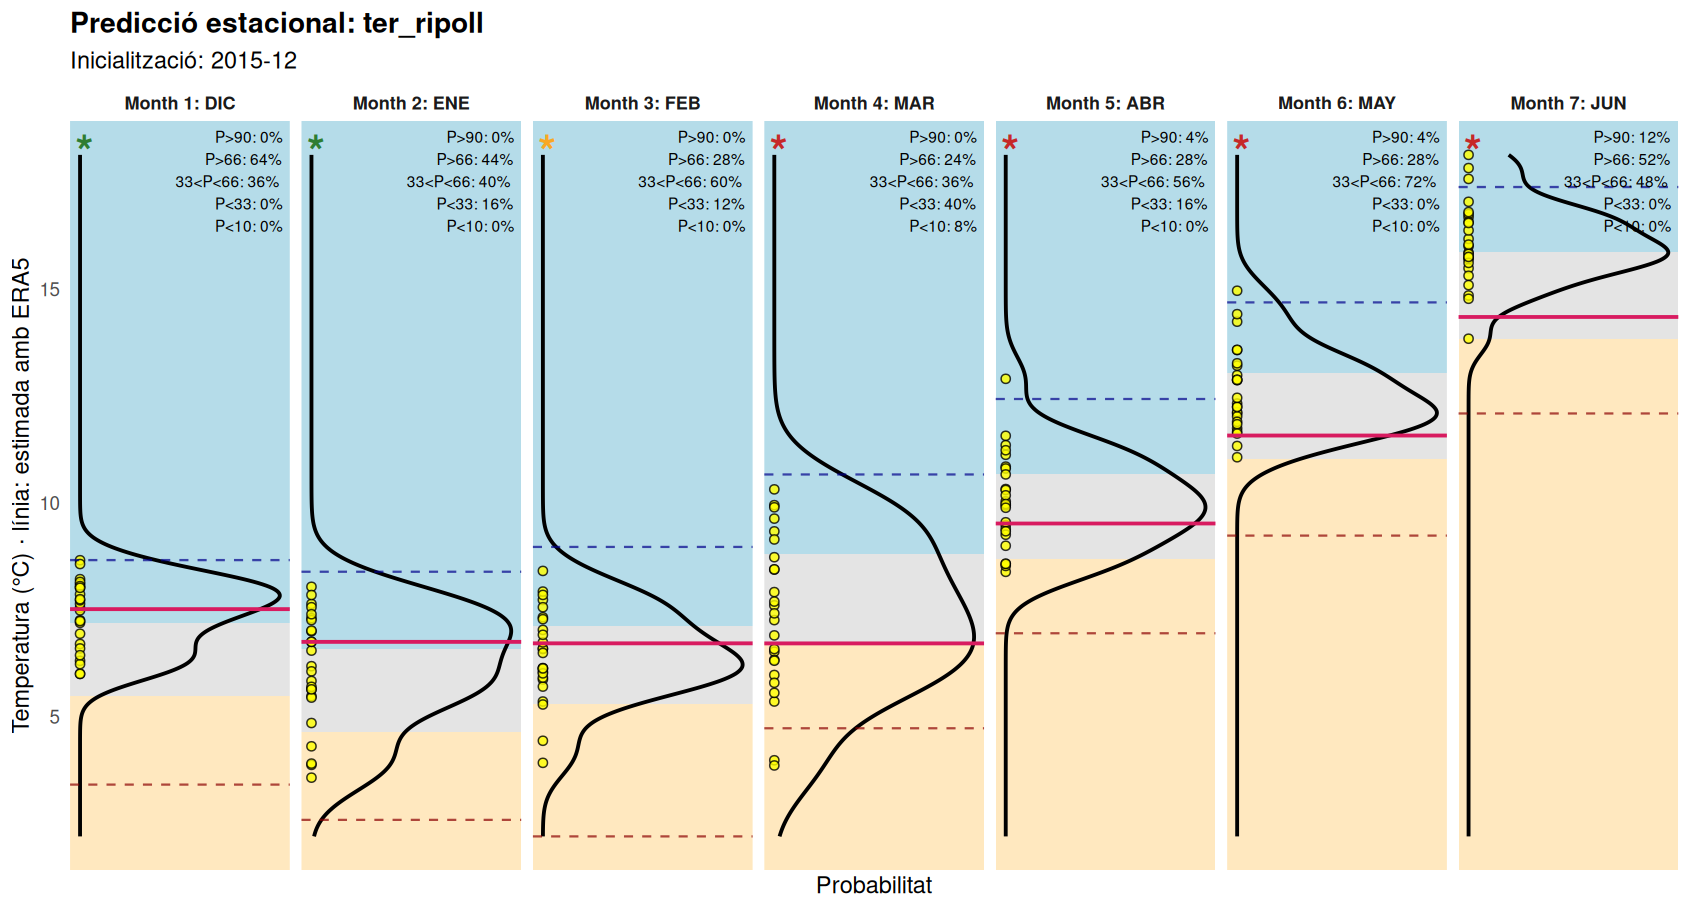 Predicció estacional: ter_ripoll
Inicialització: 2015-12
Month 1: DIC
Month 2: ENE
Month 3: FEB
Month 4: MAR
Month 5: ABR
Month 6: MAY
Month 7: JUN
P>90: 0%
P>66: 64%
33<P<66: 36%
P<33: 0%
P<10: 0%
P>90: 0%
P>66: 44%
33<P<66: 40%
P<33: 16%
P<10: 0%
P>90: 0%
P>66: 28%
33<P<66: 60%
P<33: 12%
P<10: 0%
P>90: 0%
P>66: 24%
33<P<66: 36%
P<33: 40%
P<10: 8%
P>90: 4%
P>66: 28%
33<P<66: 56%
P<33: 16%
P<10: 0%
P>90: 4%
P>66: 28%
33<P<66: 72%
P<33: 0%
P<10: 0%
P>90: 12%
P>66: 52%
33<P<66: 48%
P<33: 0%
P<10: 0%
Temperatura (°C) · línia: estimada amb ERA5
15
10
5
Probabilitat